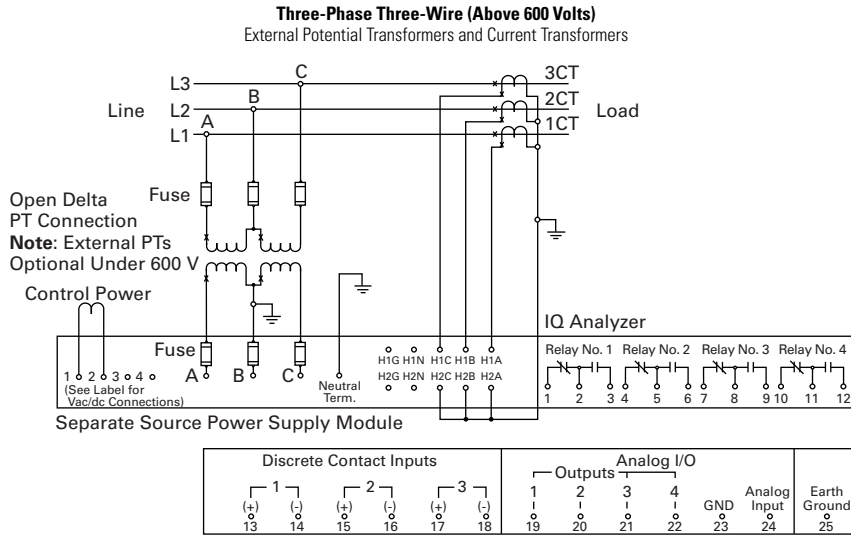 Three-Phase Three-Wire (Above 600 Volts)
External Potential Transformers and Current Transformers
C
L3
3CT
B
Line
L2
2CT
Load
A
L1
1CT
Fuse
Open Delta
PT Connection
Note: External PTs
Optional Under 600 V
Control Power
IQ Analyzer
Fuse
H1G H1N H1C H1B H1A
Relay No. 1 Relay No. 2 Relay No. 3 Relay No. 4
1 2 3 4
A B C
H2G H2N H2C H2B H2A
(See Label for
Vac/dc Connections)
Neutral
Term.
1 2 3 4 5 6 7 8 9 10 11 12
Separate Source Power Supply Module
Discrete Contact Inputs
Analog I/O
Outputs
1 2 3
1 2 3 4
(+) (-) (+) (-) (+) (-)
GND
Analog
Input
Earth
Ground
13 14 15 16 17 18 19 20 21 22 23 24 25